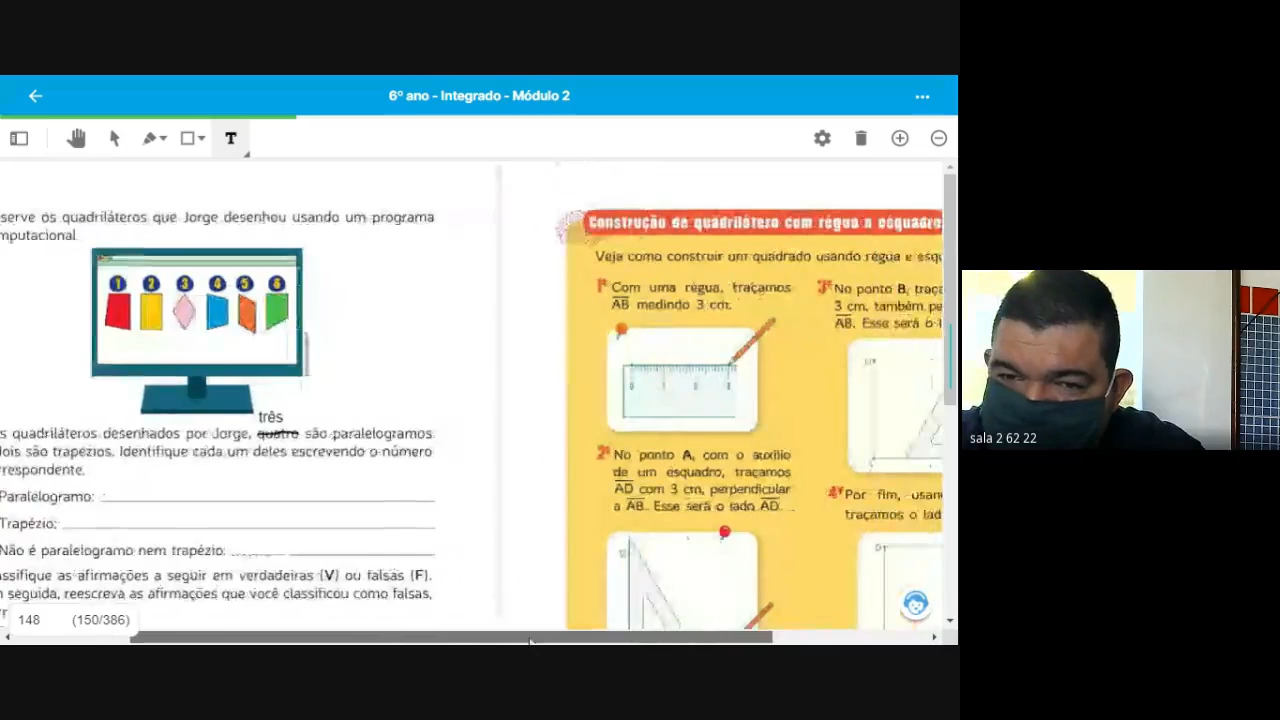 6º ano - Integrado - Módulo 2
T
serve os quadriláteros que Jorge desenhou usando um programa
mputacional
1 2 3 4 5 6
três
s quadriláteros desenhados por Jorge, quatro são paralelogramos
dois são trapézios. Identifique cada um deles escrevendo o número
rrespondente.
Paralelogramo:
Trapézio:
Não é paralelogramo nem trapézio:
assifique as afirmações a seguir em verdadeiras (V) ou falsas (F).
m seguida, reescreva as afirmações que você classificou como falsas,
148 (150/386)
Construção de quadrilátero com régua e esquadro
Veja como construir um quadrado usando régua e esqu
1º Com uma régua, traçamos
AB medindo 3 cm.
2º No ponto A, com o auxílio
de um esquadro, traçamos
AD com 3 cm, perpendicular
a AB. Esse será o lado AD.
3º No ponto B, traça
3 cm, também pe
AB. Esse será o l
4º Por fim, usan
traçamos o lad
sala 2 62 22